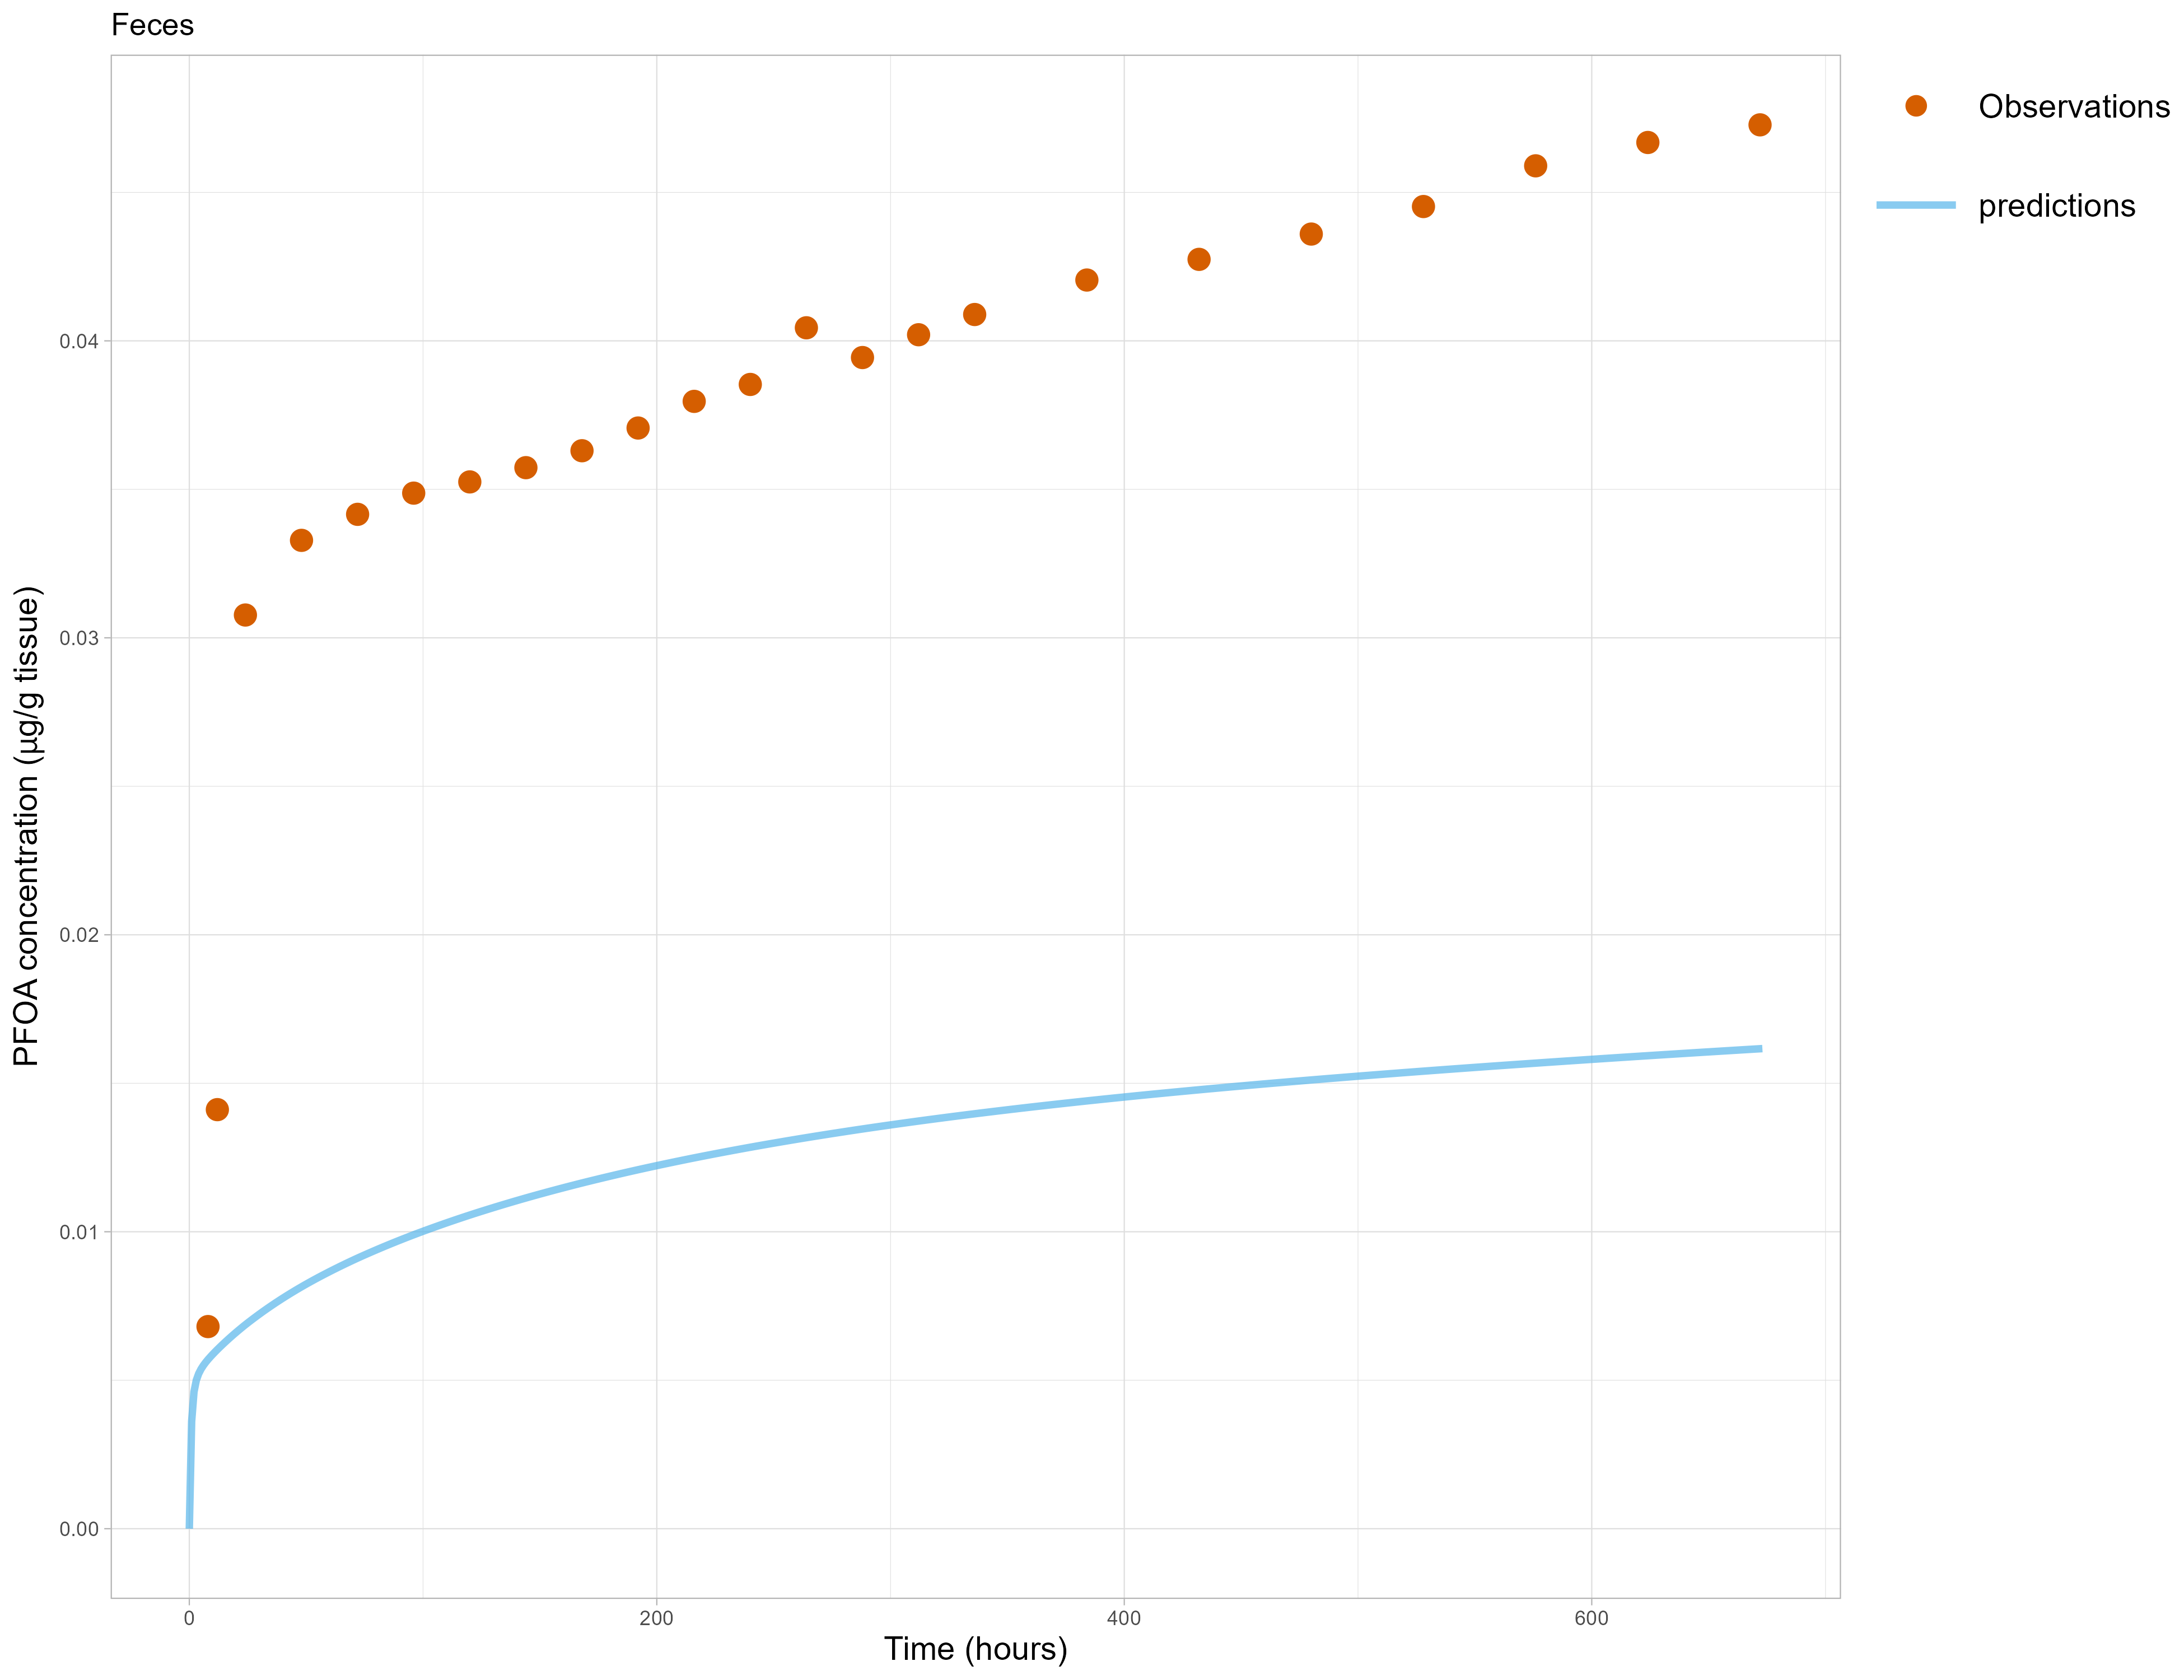 Feces
Observations
predictions
PFOA concentration (µg/g tissue)
0.04
0.03
0.02
0.01
0.00
0
200
400
600
Time (hours)